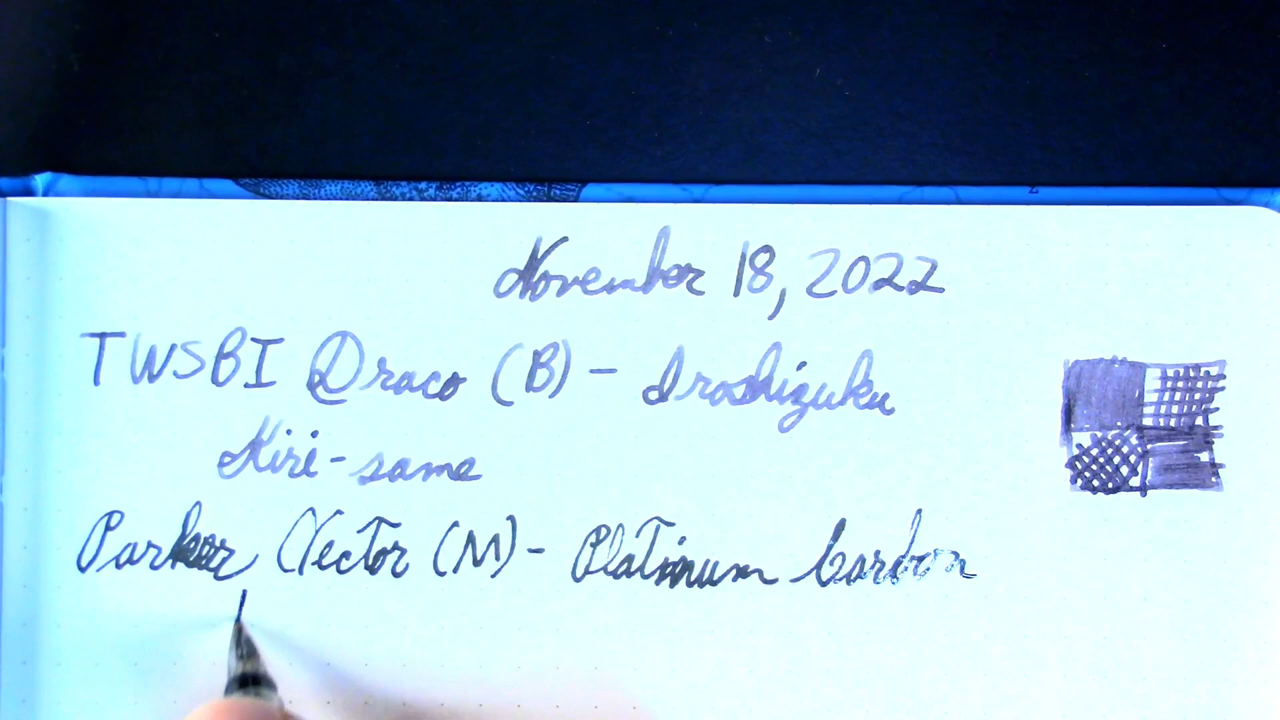 November 18, 2022
TWSBI Draco (B) - Iroshizuku
Kiri-same
Parker Vector (M) - Platinum Carbon